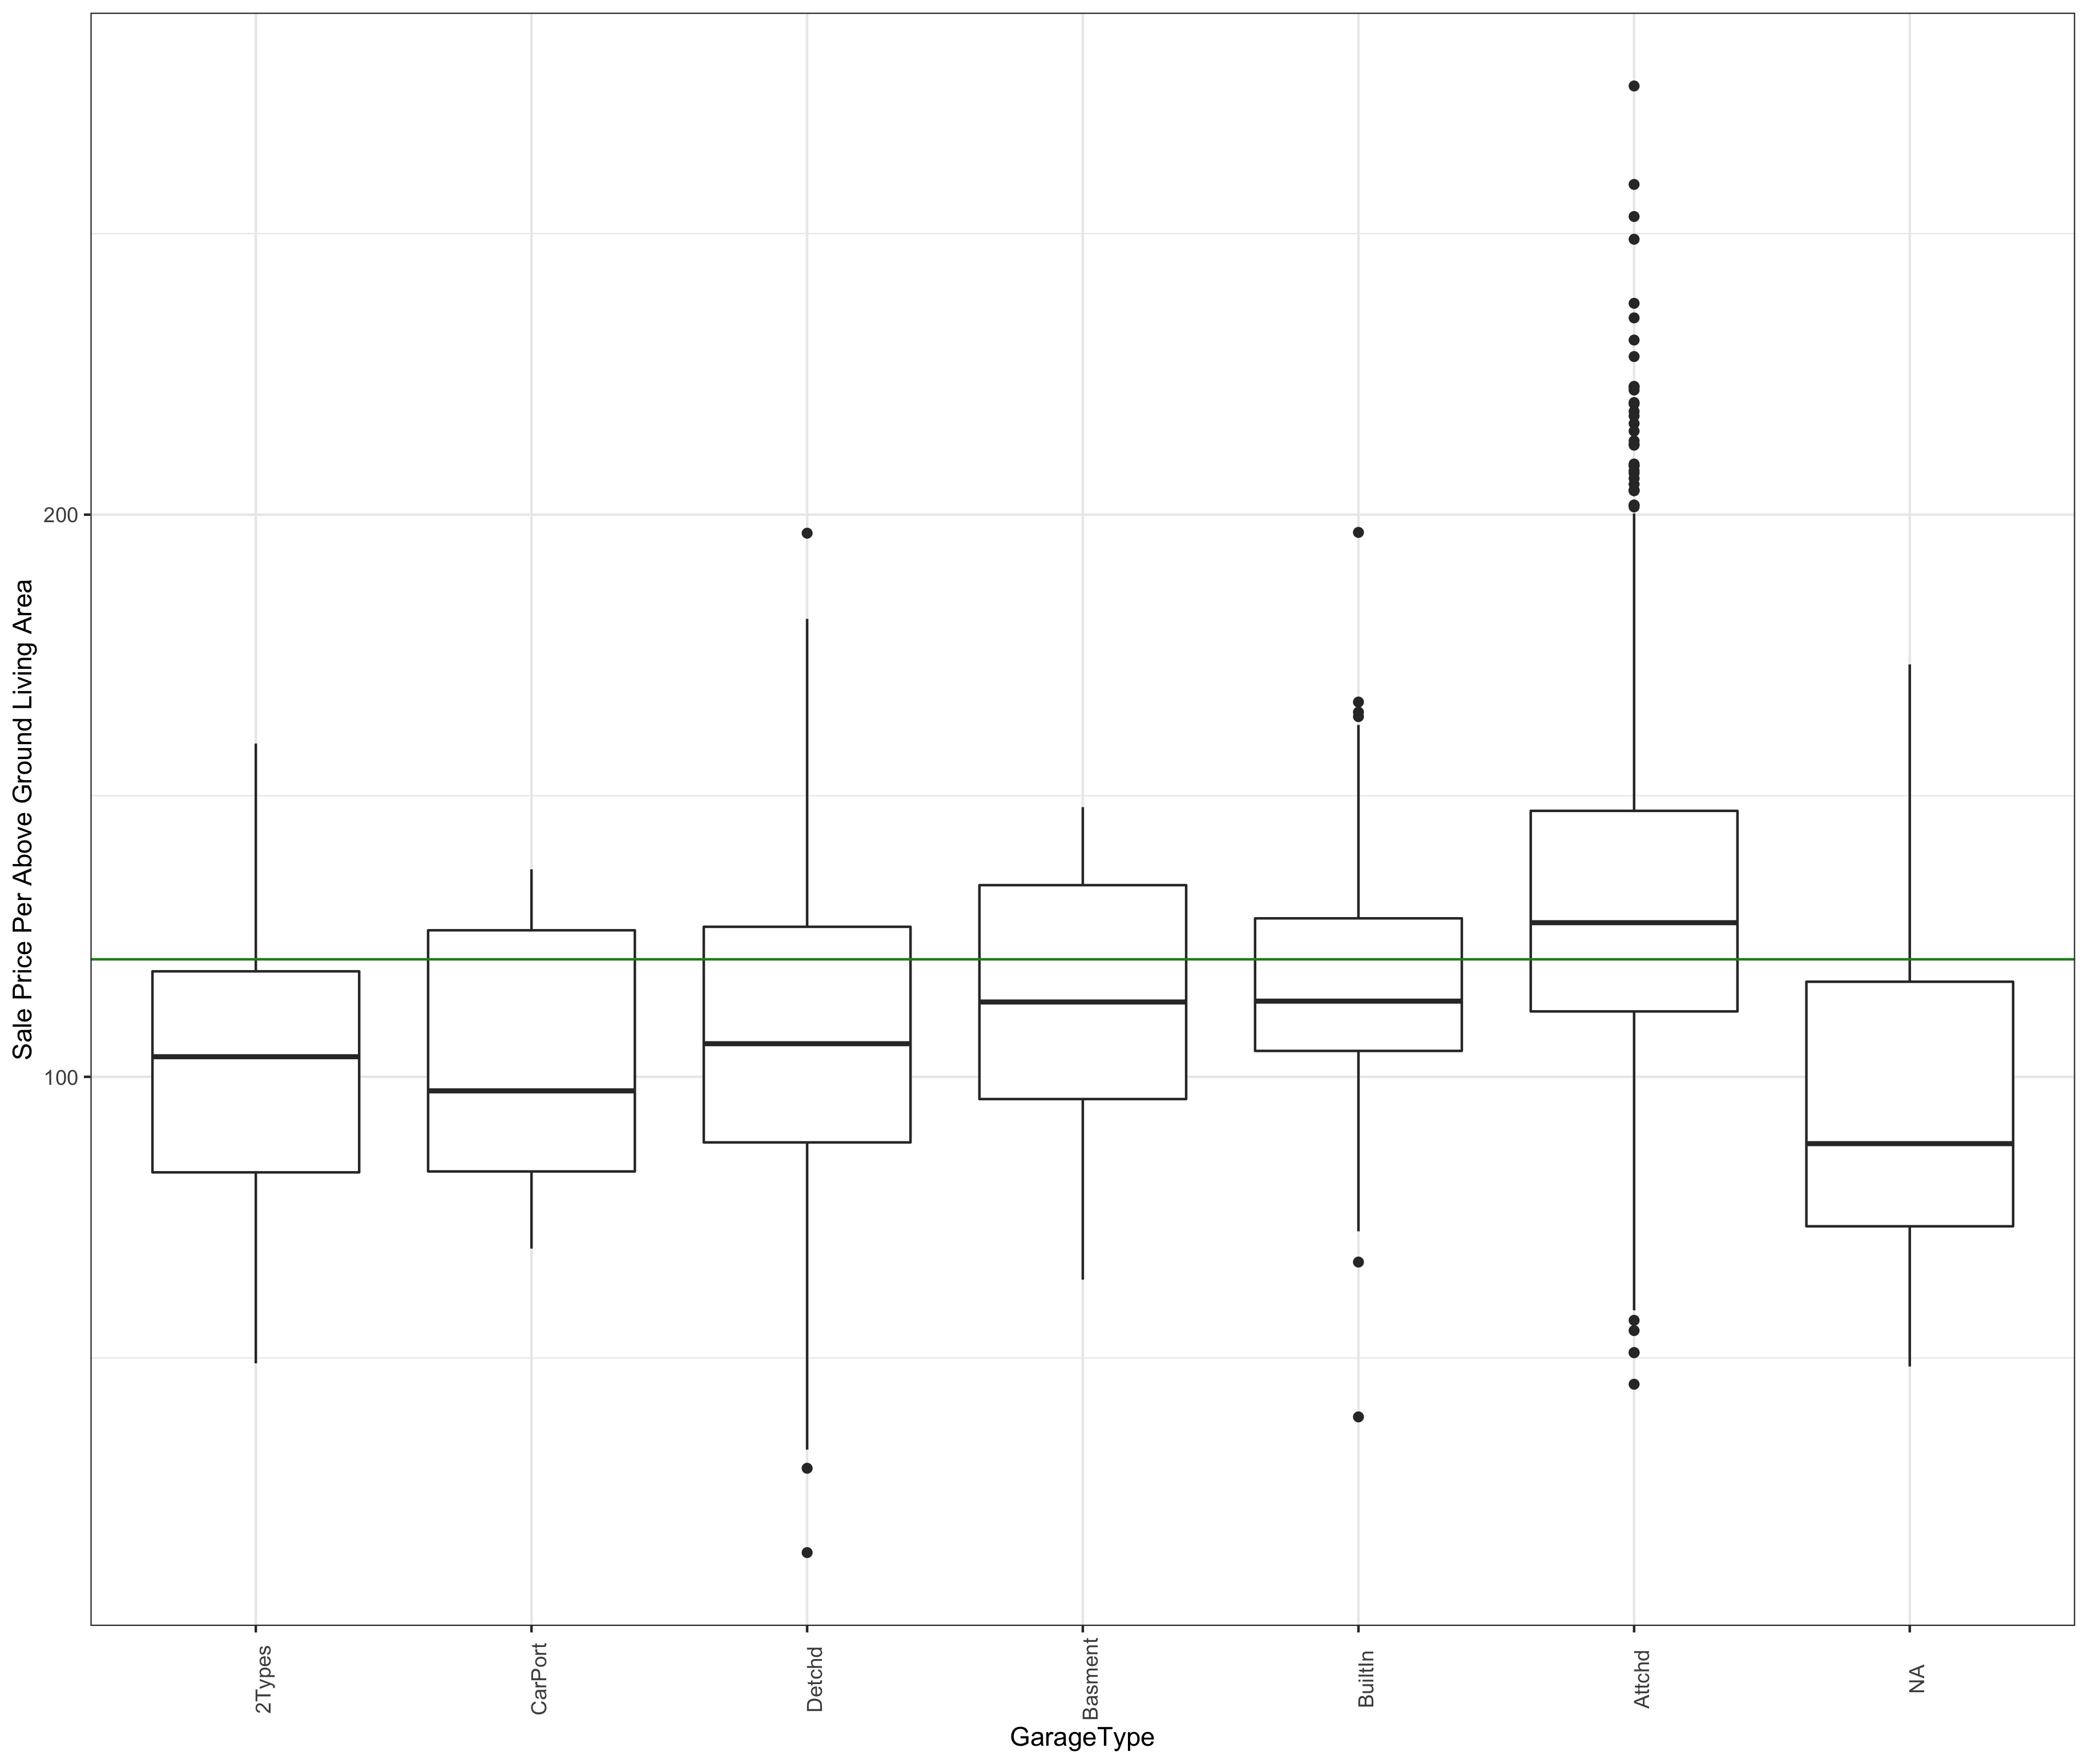 Sale Price Per Above Ground Living Area
200
100
2Types
CarPort
Detchd
Basment
BuiltIn
Attchd
NA
GarageType